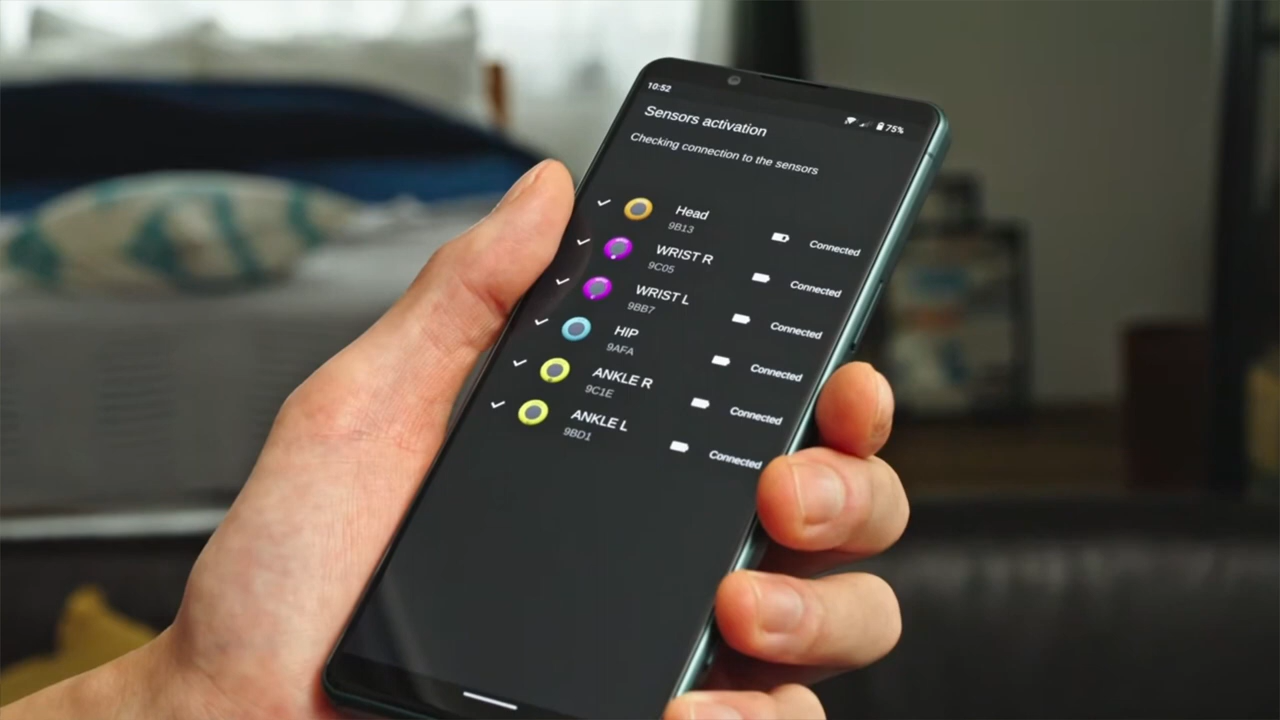 10:52
75%
Sensors activation
Checking connection to the sensors
Head
9B13
Connected
WRIST R
9C05
Connected
WRIST L
9BB7
Connected
HIP
9AFA
Connected
ANKLE R
9C1E
Connected
ANKLE L
9BD1
Connected